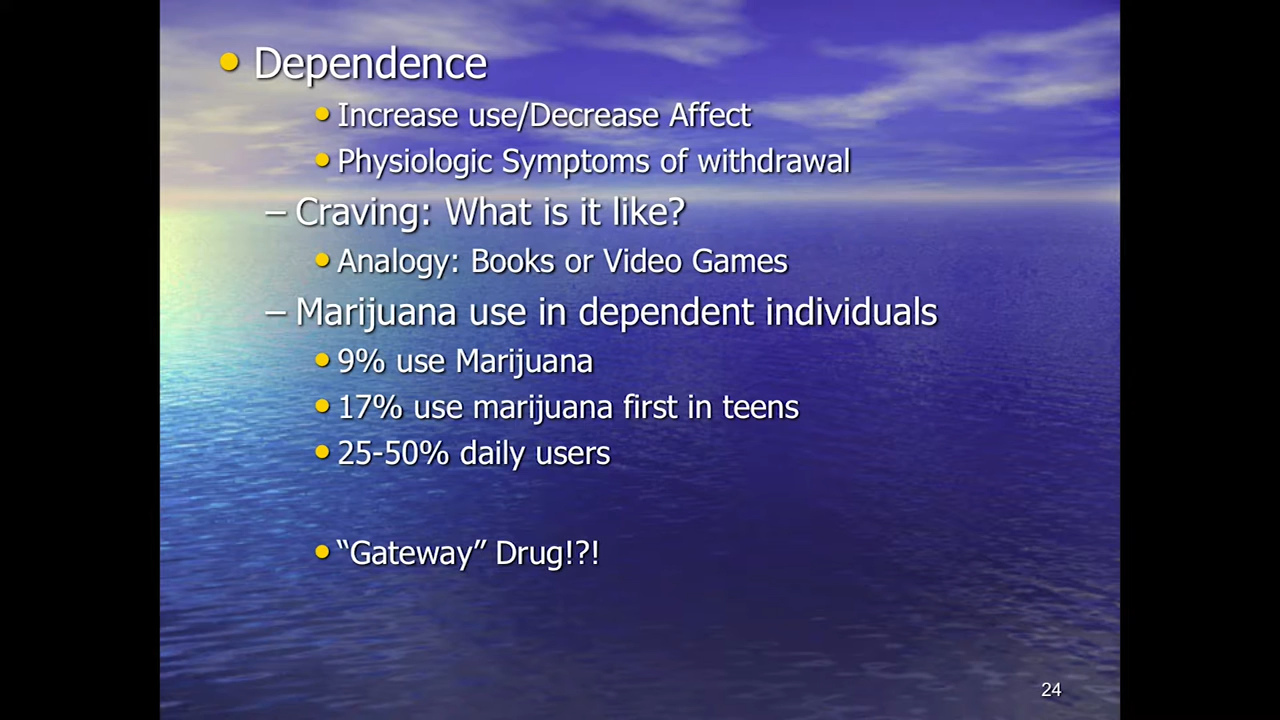 • Dependence
• Increase use/Decrease Affect
• Physiologic Symptoms of withdrawal
– Craving: What is it like?
• Analogy: Books or Video Games
– Marijuana use in dependent individuals
• 9% use Marijuana
• 17% use marijuana first in teens
• 25-50% daily users
• “Gateway” Drug!?!
24